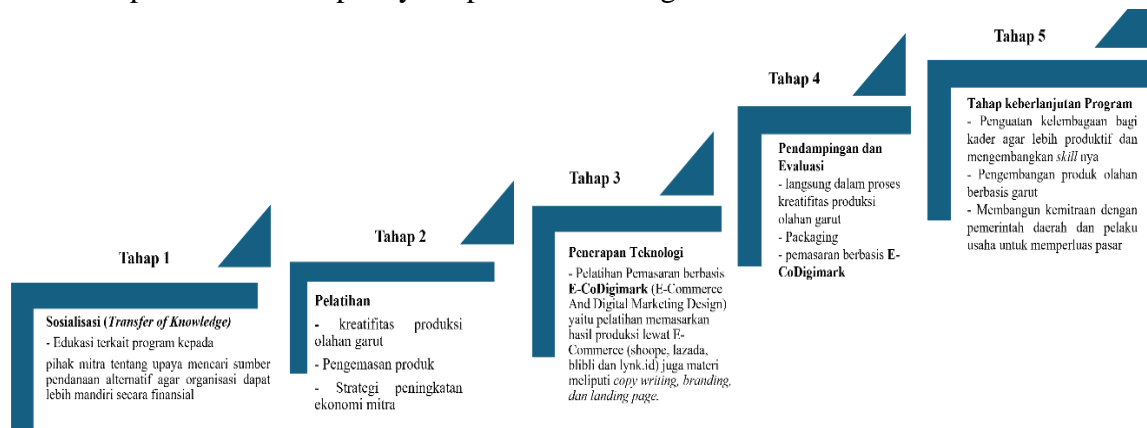 Tahap 1
Sosialisasi (Transfer of Knowledge)
- Edukasi terkait program kepada
pihak mitra tentang upaya mencari sumber
pendanaan alternatif agar organisasi dapat
lebih mandiri secara finansial
Tahap 2
Pelatihan
- kreatifitas produksi
olahan garut
- Pengemasan produk
- Strategi peningkatan
ekonomi mitra
Tahap 3
Penerapan Teknologi
- Pelatihan Pemasaran berbasis
E-CoDigimark (E-Commerce
And Digital Marketing Design)
yaitu pelatihan memasarkan
hasil produksi lewat E-
Commerce (shoope, lazada,
blibli dan lynk.id) juga materi
meliputi copy writing, branding,
dan landing page.
Tahap 4
Pendampingan dan
Evaluasi
- langsung dalam proses
kreatifitas produksi
olahan garut
- Packaging
- pemasaran berbasis E-
CoDigimark
Tahap 5
Tahap keberlanjutan Program
- Penguatan kelembagaan bagi
kader agar lebih produktif dan
mengembangkan skill nya
- Pengembangan produk olahan
berbasis garut
- Membangun kemitraan dengan
pemerintah daerah dan pelaku
usaha untuk memperluas pasar